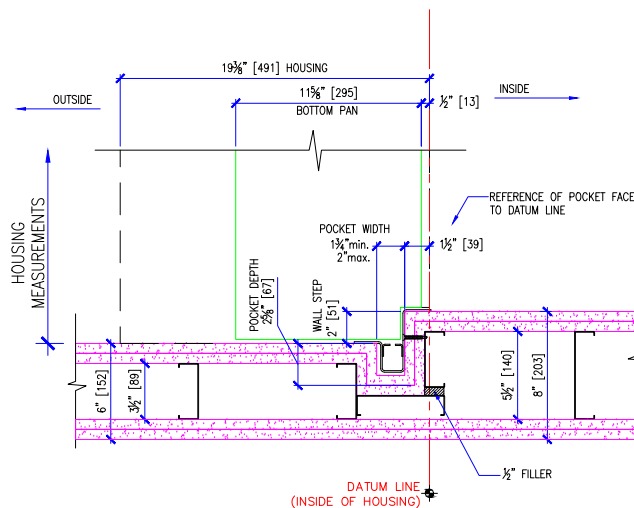 19⅜" [491] HOUSING
OUTSIDE
11⅝" [295]
BOTTOM PAN
½" [13]
INSIDE
HOUSING
MEASUREMENTS
REFERENCE OF POCKET FACE
TO DATUM LINE
POCKET WIDTH
1¾"min.
2"max.
1½" [39]
POCKET DEPTH
2⅝" [67]
WALL STEP
2" [51]
6" [152]
3½" [89]
5½" [140]
8" [203]
½" FILLER
DATUM LINE
(INSIDE OF HOUSING)